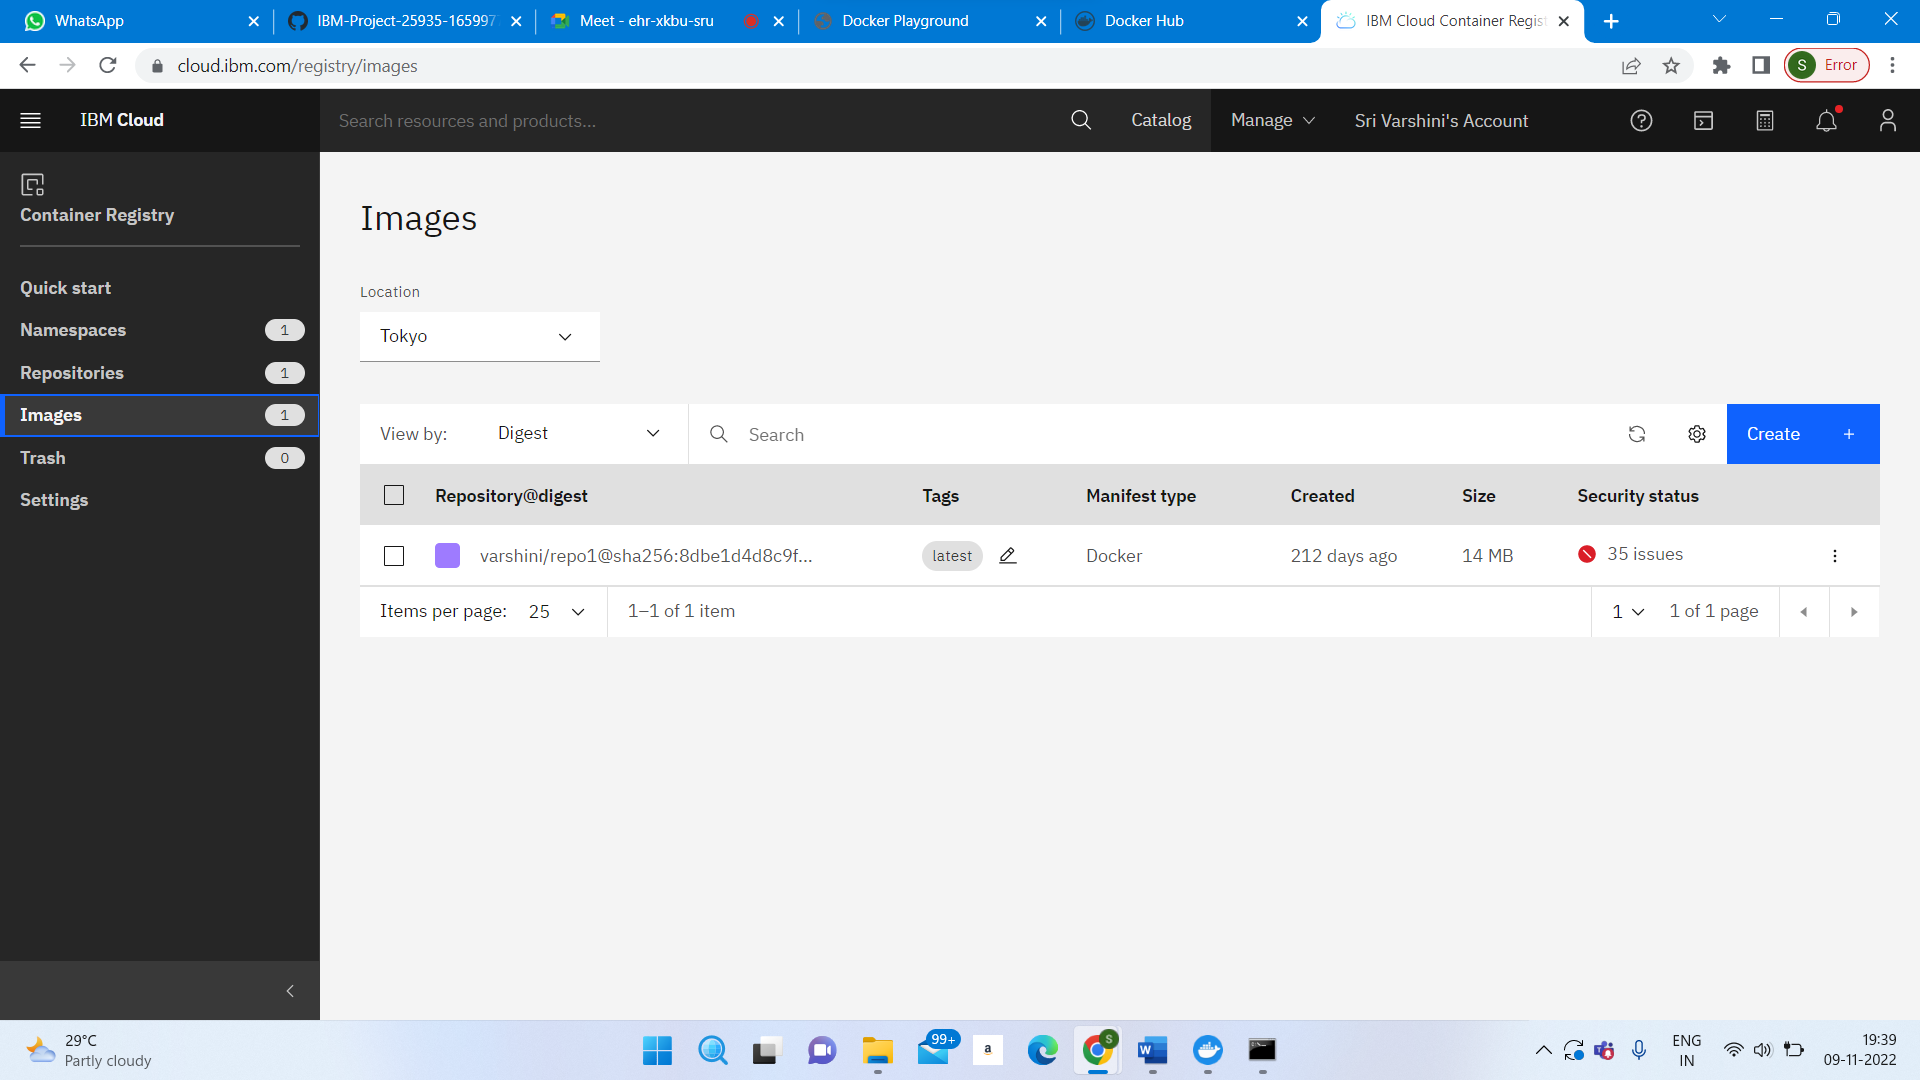 WhatsApp
IBM-Project-25935-165997
Meet - ehr-xkbu-sru
Docker Playground
Docker Hub
IBM Cloud Container Regist
cloud.ibm.com/registry/images
S Error
IBM Cloud
Search resources and products...
Catalog
Manage
Sri Varshini's Account
Container Registry
Quick start
Namespaces 1
Repositories 1
Images 1
Trash 0
Settings
Images
Location
Tokyo
View by: Digest
Search
Create +
Repository@digest Tags Manifest type Created Size Security status
varshini/repo1@sha256:8dbe1d4d8c9f... latest Docker 212 days ago 14 MB 35 issues
Items per page: 25 1–1 of 1 item 1 1 of 1 page
29°C
Partly cloudy
99+
a
S
W
ENG
IN
19:39
09-11-2022